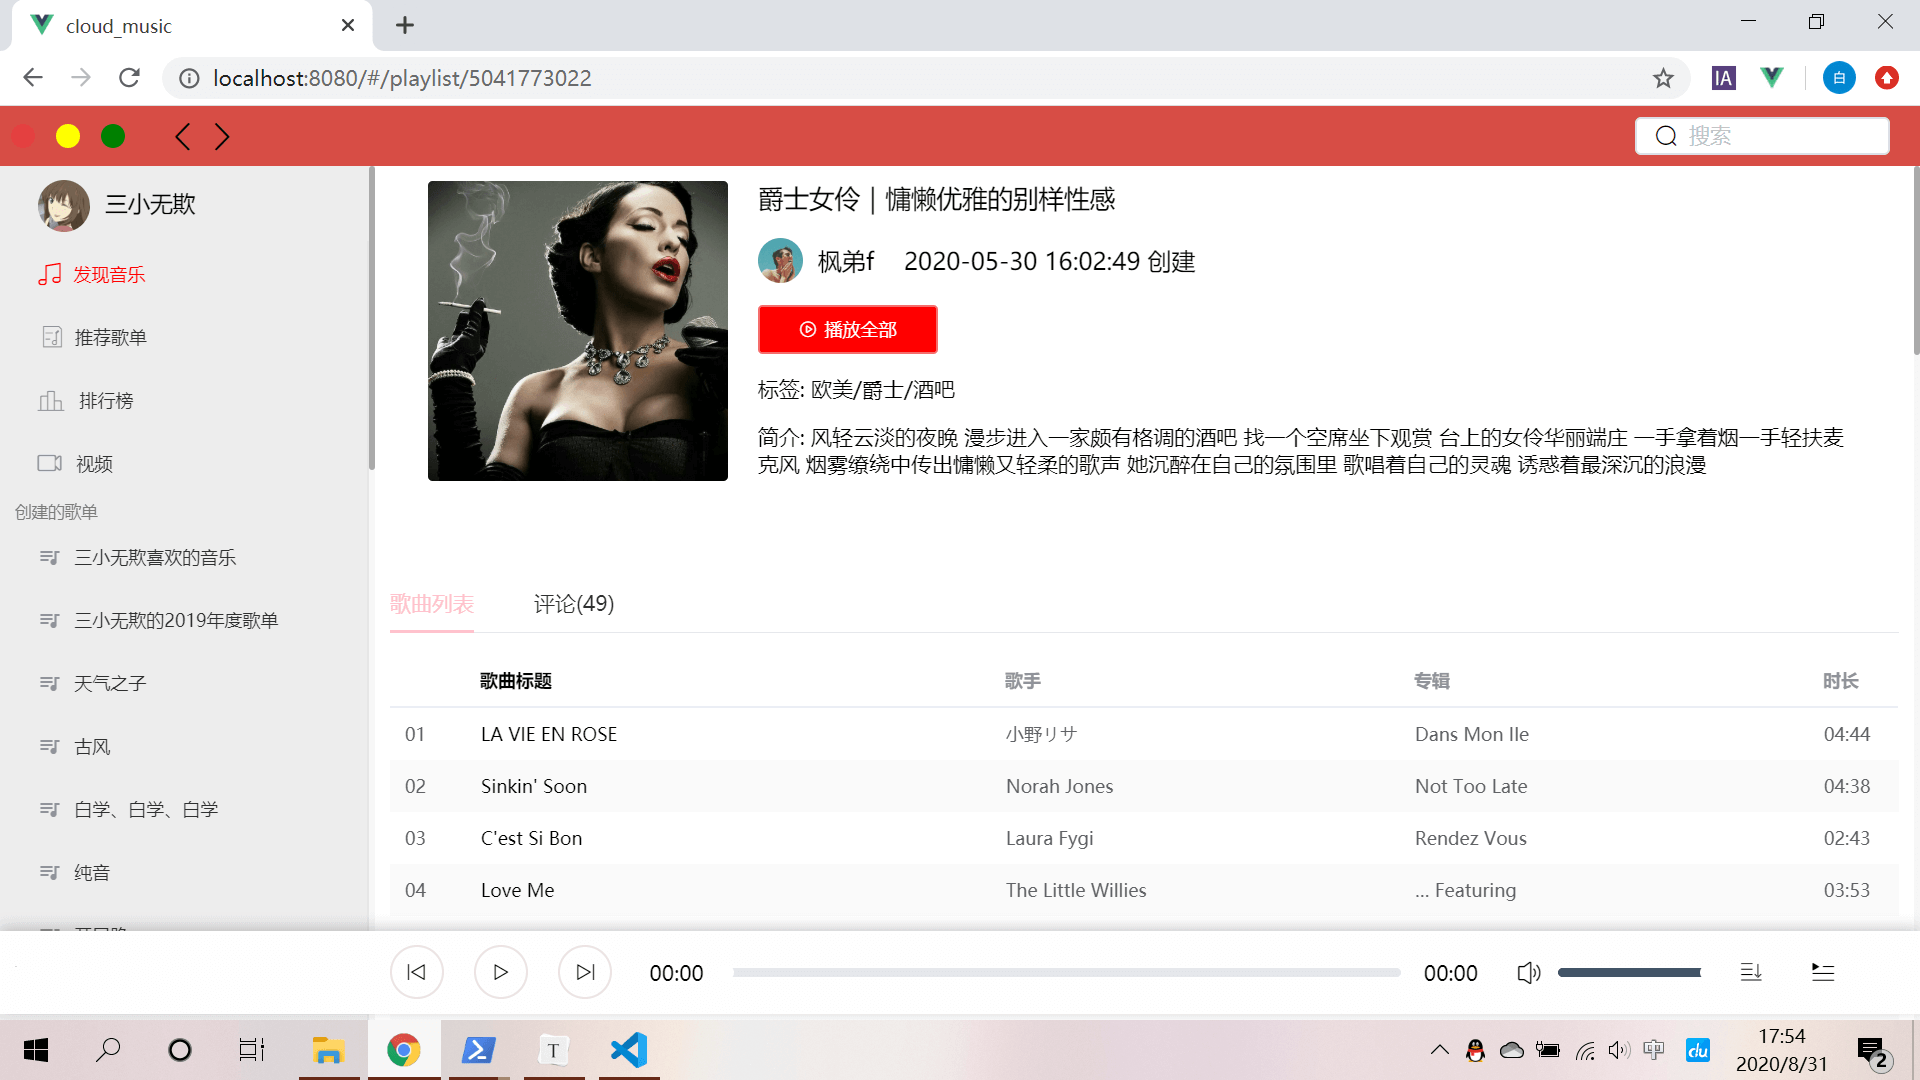 cloud_music
localhost:8080/#/playlist/5041773022
IA
白
搜索
三小无欺
发现音乐
推荐歌单
排行榜
视频
创建的歌单
三小无欺喜欢的音乐
三小无欺的2019年度歌单
天气之子
古风
白学、白学、白学
纯音
爵士女伶｜慵懒优雅的别样性感
枫弟f 2020-05-30 16:02:49 创建
播放全部
标签: 欧美/爵士/酒吧
简介: 风轻云淡的夜晚 漫步进入一家颇有格调的酒吧 找一个空席坐下观赏 台上的女伶华丽端庄 一手拿着烟一手轻扶麦
克风 烟雾缭绕中传出慵懒又轻柔的歌声 她沉醉在自己的氛围里 歌唱着自己的灵魂 诱惑着最深沉的浪漫
歌曲列表 评论(49)
歌曲标题 歌手 专辑 时长
01 LA VIE EN ROSE 小野リサ Dans Mon Ile 04:44
02 Sinkin' Soon Norah Jones Not Too Late 04:38
03 C'est Si Bon Laura Fygi Rendez Vous 02:43
04 Love Me The Little Willies ... Featuring 03:53
00:00 00:00
T
中
du
17:54
2020/8/31
2